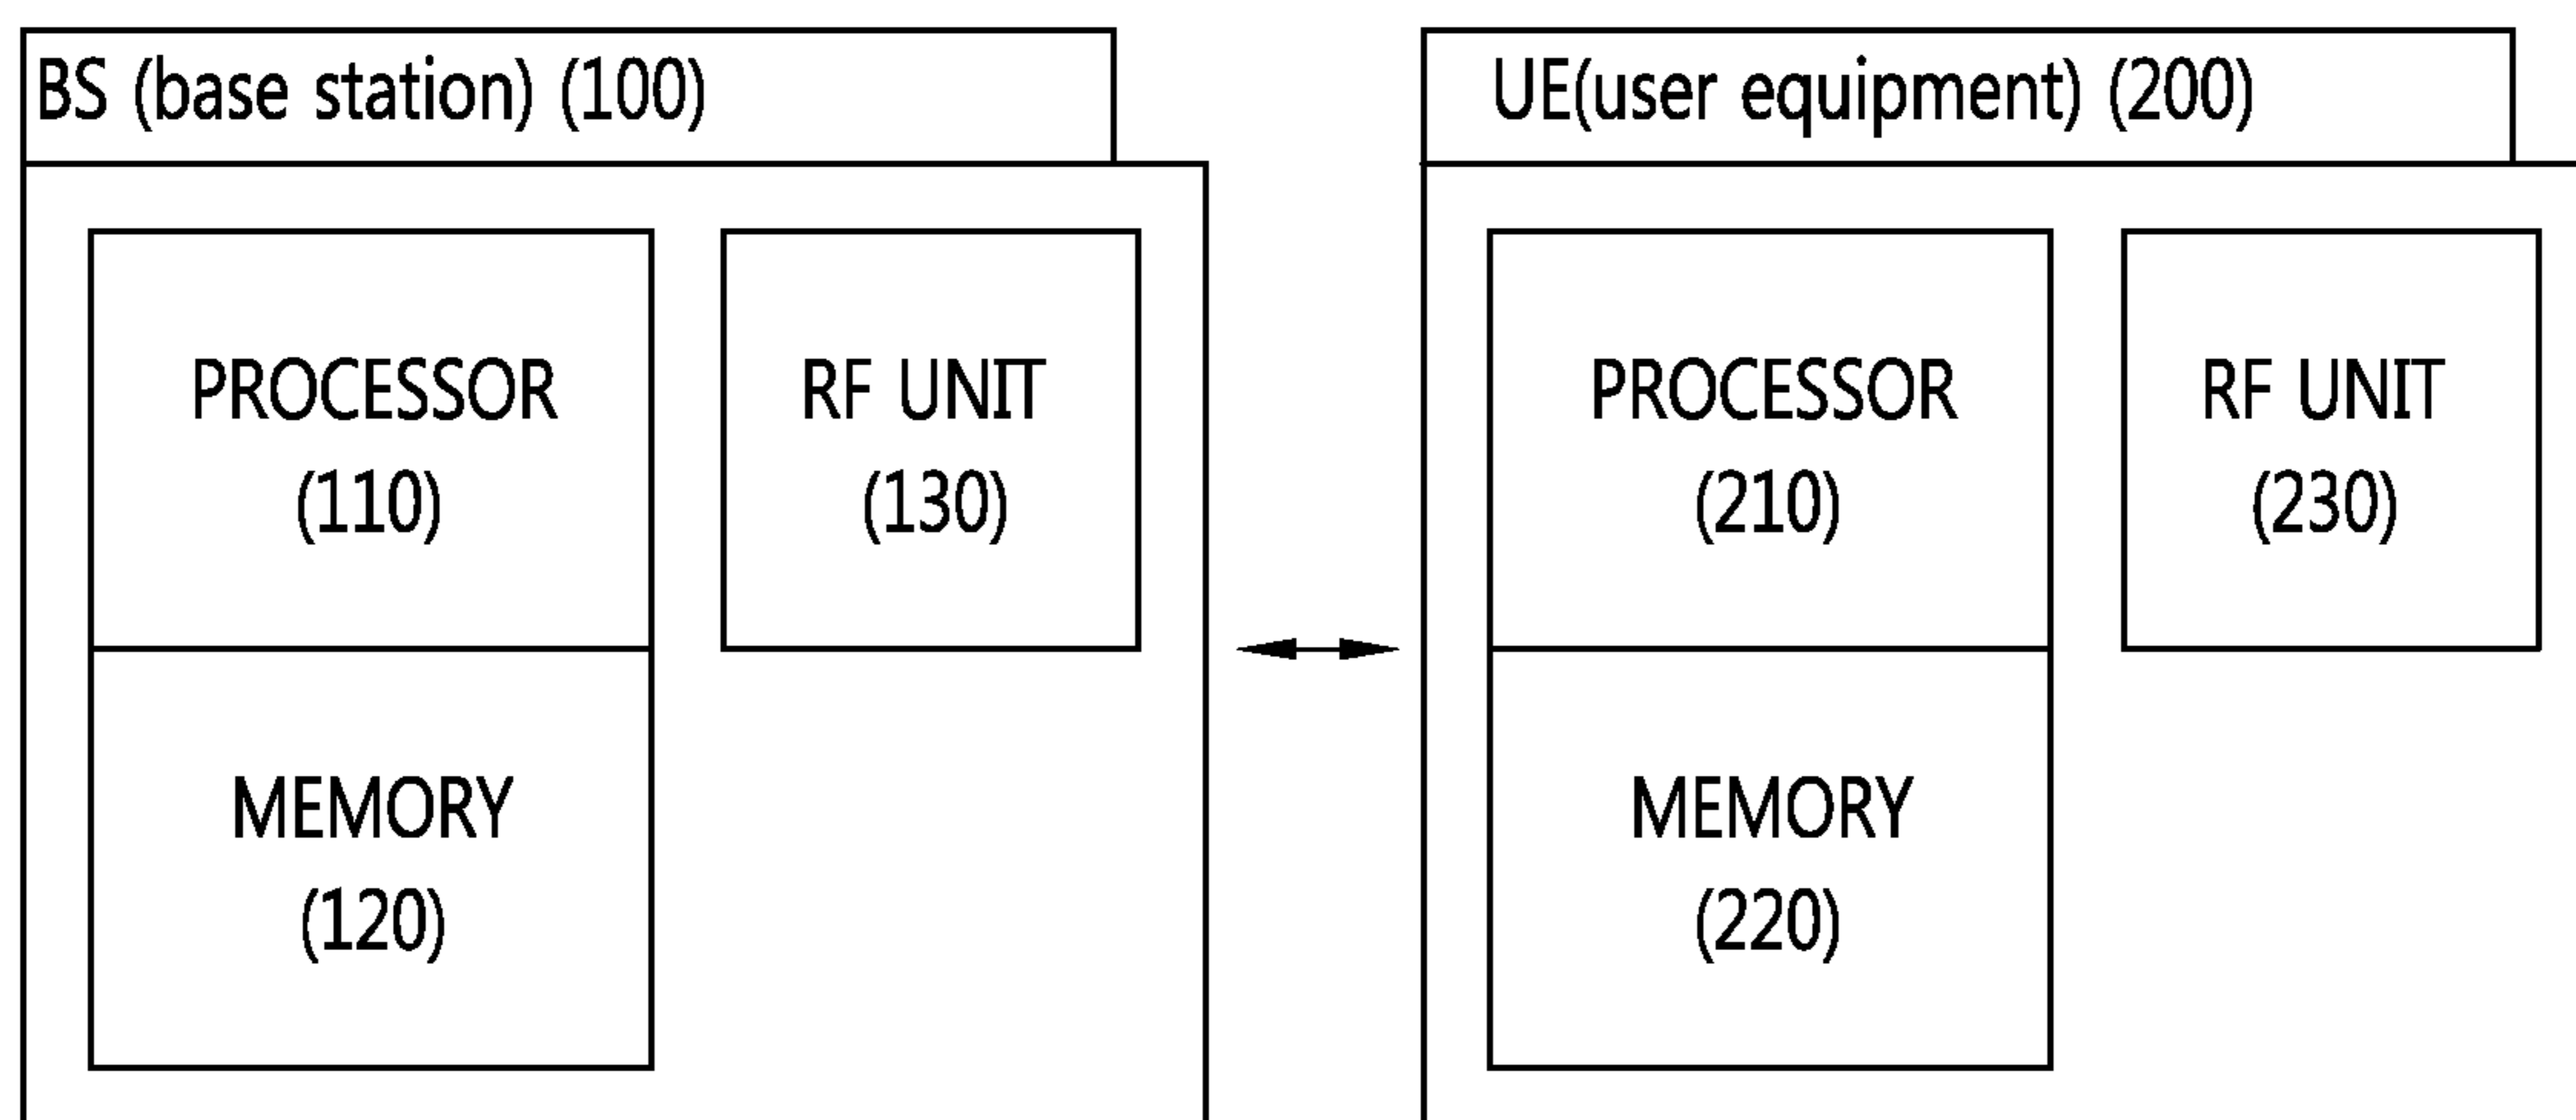 BS (base station) (100)
PROCESSOR
(110)
RF UNIT
(130)
MEMORY
(120)
UE(user equipment) (200)
PROCESSOR
(210)
RF UNIT
(230)
MEMORY
(220)